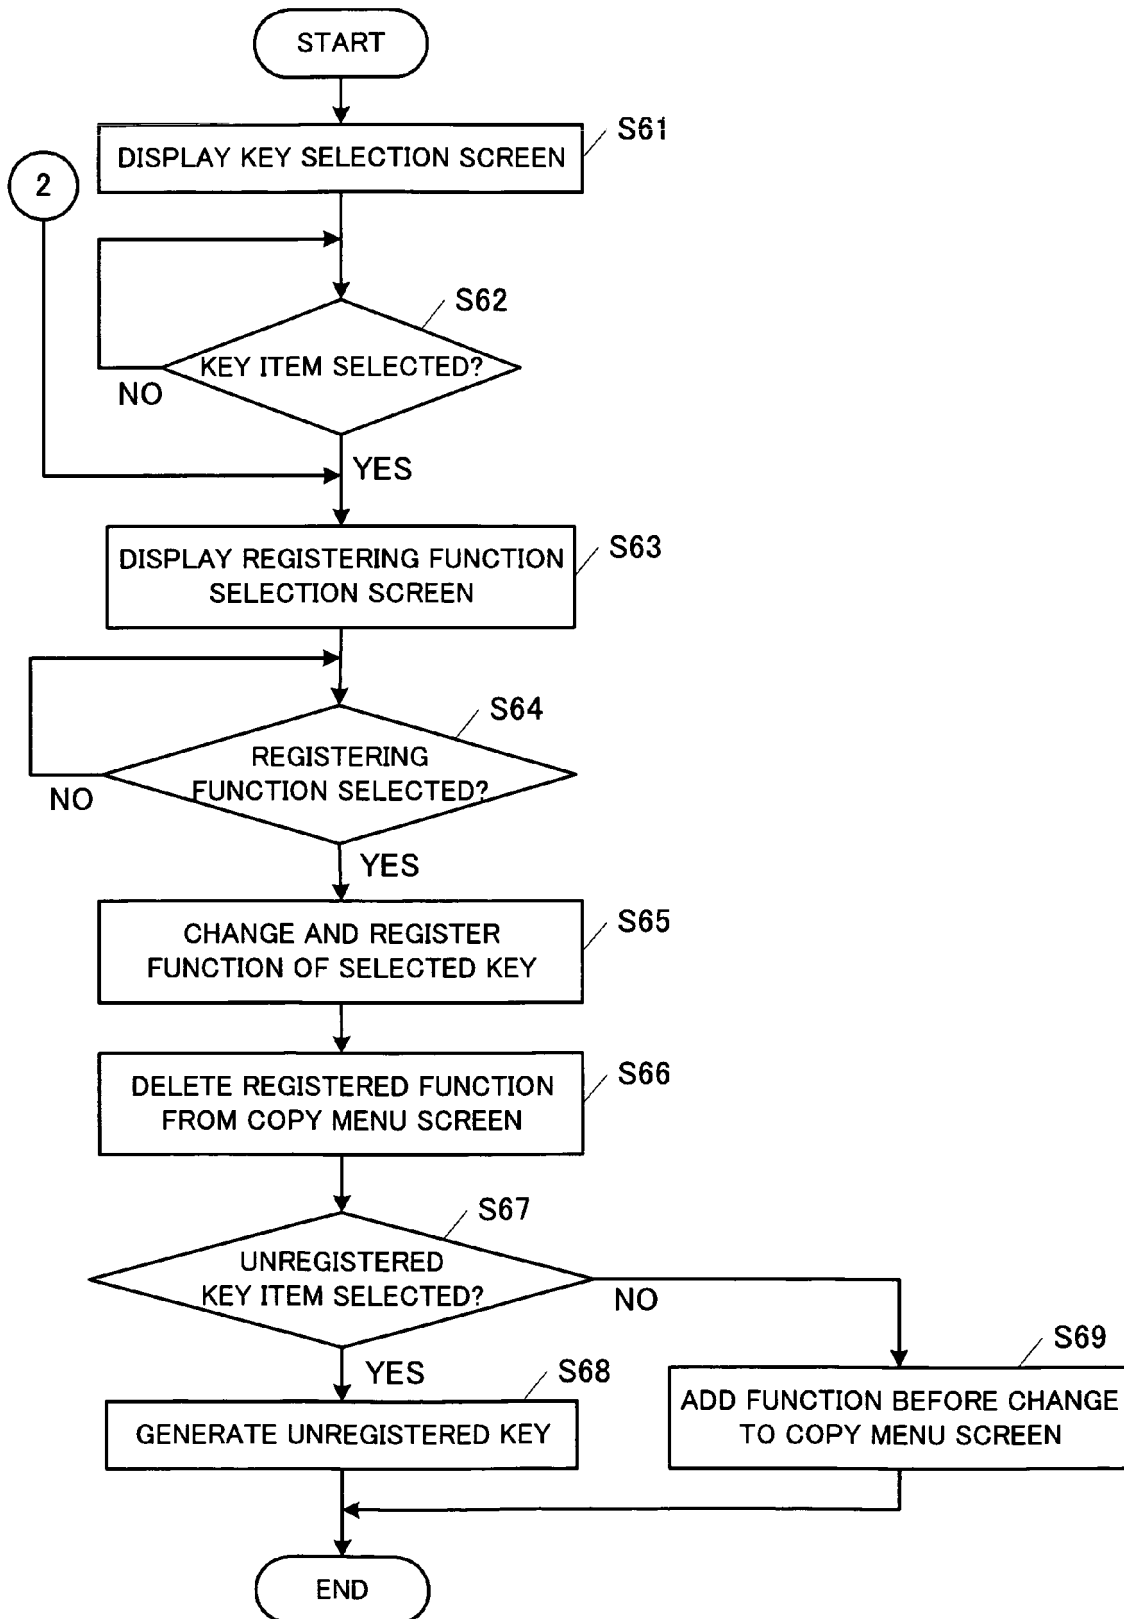 START
S61
DISPLAY KEY SELECTION SCREEN
2
S62
KEY ITEM SELECTED?
NO
YES
S63
DISPLAY REGISTERING FUNCTION
SELECTION SCREEN
S64
REGISTERING
FUNCTION SELECTED?
NO
YES
S65
CHANGE AND REGISTER
FUNCTION OF SELECTED KEY
S66
DELETE REGISTERED FUNCTION
FROM COPY MENU SCREEN
S67
UNREGISTERED
KEY ITEM SELECTED?
NO
YES
S68
GENERATE UNREGISTERED KEY
S69
ADD FUNCTION BEFORE CHANGE
TO COPY MENU SCREEN
END